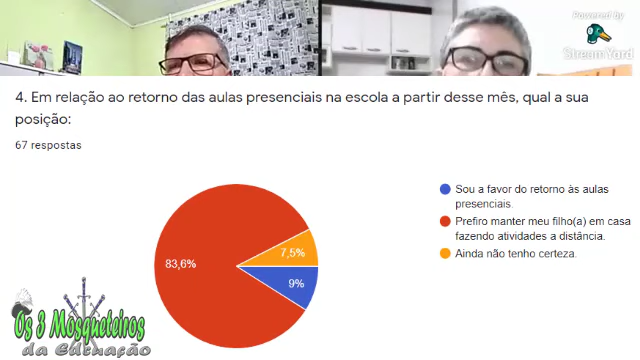 Powered by
StreamYard
4. Em relação ao retorno das aulas presenciais na escola a partir desse mês, qual a sua
posição:
67 respostas
Sou a favor do retorno às aulas
presenciais.
Prefiro manter meu filho(a) em casa
fazendo atividades a distância.
Ainda não tenho certeza.
83,6%
7,5%
9%
Os 3 Mosqueteiros
da Educação